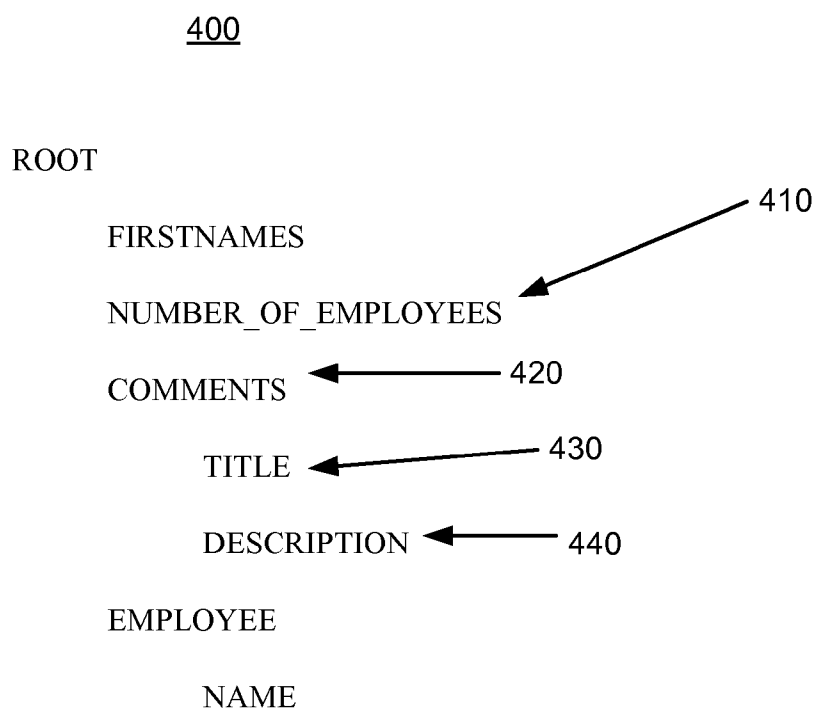 400
ROOT
410
FIRSTNAMES
NUMBER_OF_EMPLOYEES
COMMENTS 420
TITLE 430
DESCRIPTION 440
EMPLOYEE
NAME